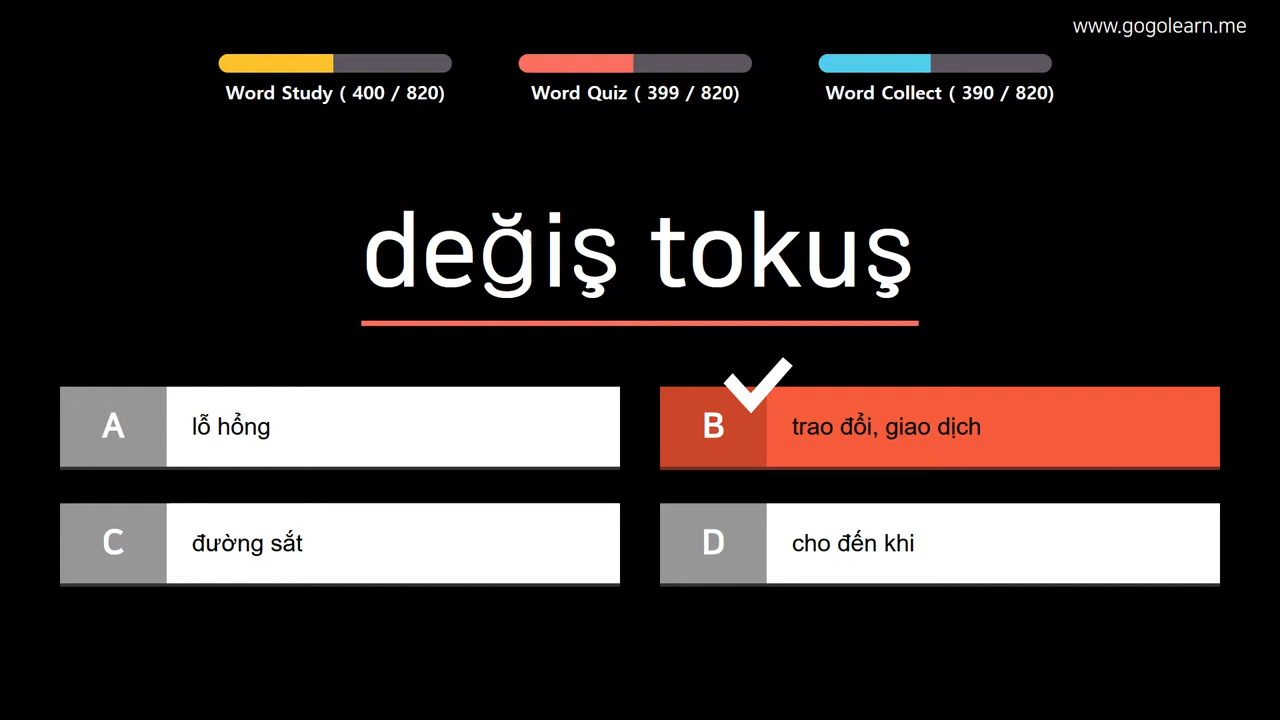 www.gogolearn.me
Word Study ( 400 / 820)
Word Quiz ( 399 / 820)
Word Collect ( 390 / 820)
değiş tokuş
A
lỗ hổng
B
trao đổi, giao dịch
C
đường sắt
D
cho đến khi